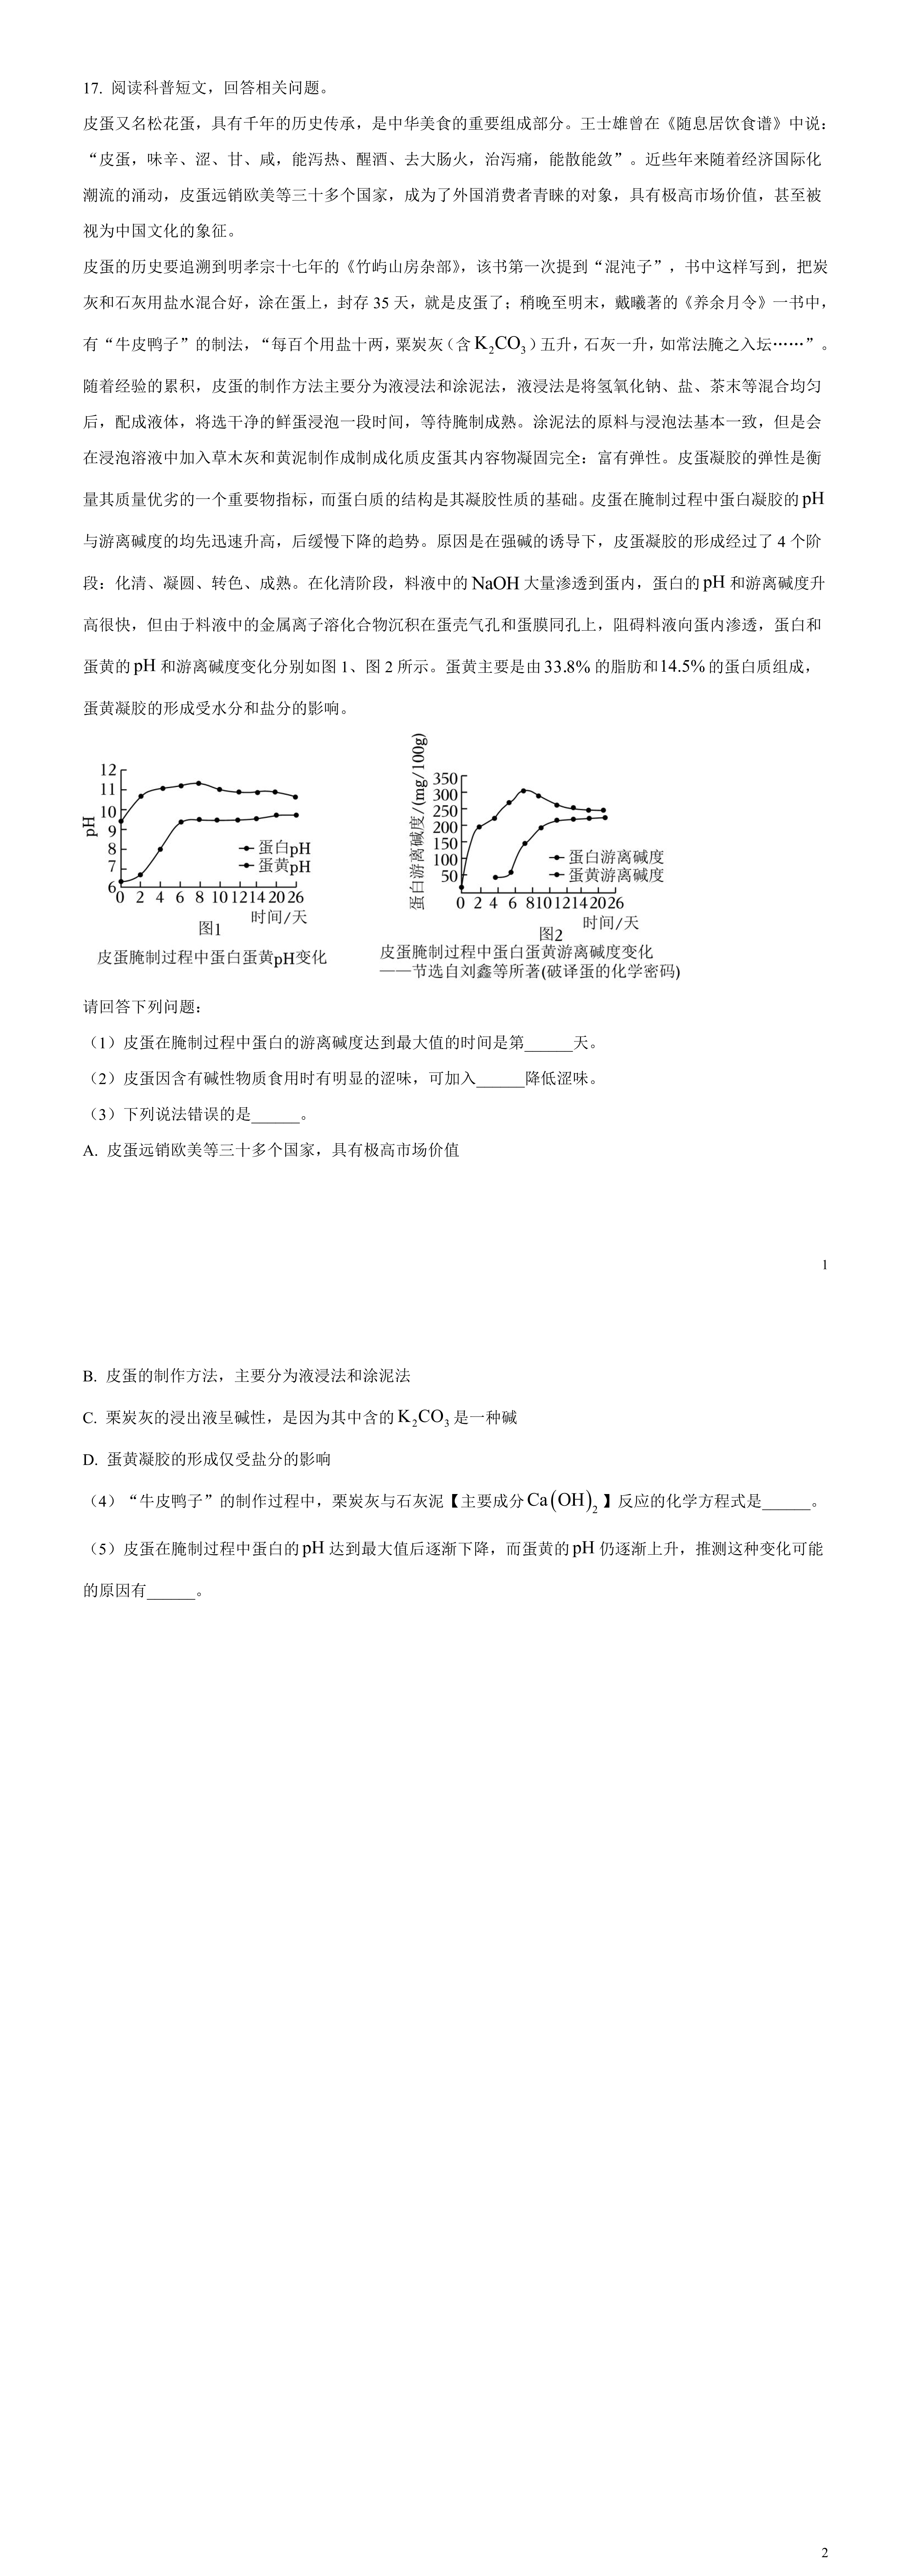 17. 阅读科普短文，回答相关问题。
皮蛋又名松花蛋，具有千年的历史传承，是中华美食的重要组成部分。王士雄曾在《随息居饮食谱》中说：
“皮蛋，味辛、涩、甘、咸，能泻热、醒酒、去大肠火，治泻痛，能散能敛”。近些年来随着经济国际化
潮流的涌动，皮蛋远销欧美等三十多个国家，成为了外国消费者青睐的对象，具有极高市场价值，甚至被
视为中国文化的象征。
皮蛋的历史要追溯到明孝宗十七年的《竹屿山房杂部》，该书第一次提到“混沌子”，书中这样写到，把炭
灰和石灰用盐水混合好，涂在蛋上，封存 35 天，就是皮蛋了；稍晚至明末，戴曦著的《养余月令》一书中，
有“牛皮鸭子”的制法，“每百个用盐十两，粟炭灰（含 K₂CO₃）五升，石灰一升，如常法腌之入坛……”。
随着经验的累积，皮蛋的制作方法主要分为液浸法和涂泥法，液浸法是将氢氧化钠、盐、茶末等混合均匀
后，配成液体，将选干净的鲜蛋浸泡一段时间，等待腌制成熟。涂泥法的原料与浸泡法基本一致，但是会
在浸泡溶液中加入草木灰和黄泥制作成制成化质皮蛋其内容物凝固完全：富有弹性。皮蛋凝胶的弹性是衡
量其质量优劣的一个重要物指标，而蛋白质的结构是其凝胶性质的基础。皮蛋在腌制过程中蛋白凝胶的 pH
与游离碱度的均先迅速升高，后缓慢下降的趋势。原因是在强碱的诱导下，皮蛋凝胶的形成经过了 4 个阶
段：化清、凝圆、转色、成熟。在化清阶段，料液中的 NaOH 大量渗透到蛋内，蛋白的 pH 和游离碱度升
高很快，但由于料液中的金属离子溶化合物沉积在蛋壳气孔和蛋膜同孔上，阻碍料液向蛋内渗透，蛋白和
蛋黄的 pH 和游离碱度变化分别如图 1、图 2 所示。蛋黄主要是由 33.8% 的脂肪和14.5% 的蛋白质组成，
蛋黄凝胶的形成受水分和盐分的影响。
pH
12
11
10
9
8
7
6
0 2 4 6 8 10 12 14 20 26
蛋白pH
蛋黄pH
时间/天
图1
皮蛋腌制过程中蛋白蛋黄pH变化
蛋白游离碱度/(mg/100g)
350
300
250
200
150
100
50
0 2 4 6 8 10 12 14 20 26
蛋白游离碱度
蛋黄游离碱度
时间/天
图2
皮蛋腌制过程中蛋白蛋黄游离碱度变化
——节选自刘鑫等所著(破译蛋的化学密码)
请回答下列问题：
（1）皮蛋在腌制过程中蛋白的游离碱度达到最大值的时间是第______天。
（2）皮蛋因含有碱性物质食用时有明显的涩味，可加入______降低涩味。
（3）下列说法错误的是______。
A. 皮蛋远销欧美等三十多个国家，具有极高市场价值
1
B. 皮蛋的制作方法，主要分为液浸法和涂泥法
C. 栗炭灰的浸出液呈碱性，是因为其中含的 K₂CO₃ 是一种碱
D. 蛋黄凝胶的形成仅受盐分的影响
（4）“牛皮鸭子”的制作过程中，栗炭灰与石灰泥【主要成分 Ca(OH)₂】反应的化学方程式是______。
（5）皮蛋在腌制过程中蛋白的 pH 达到最大值后逐渐下降，而蛋黄的 pH 仍逐渐上升，推测这种变化可能
的原因有______。
2